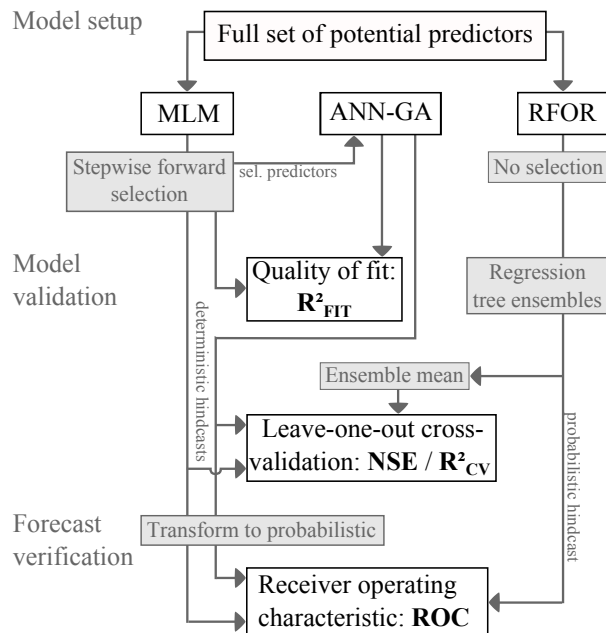 Model setup
Full set of potential predictors
MLM
ANN-GA
RFOR
Stepwise forward
selection
sel. predictors
No selection
Model
validation
Quality of fit:
R²FIT
Regression
tree ensembles
deterministic hindcasts
Ensemble mean
probabilistic hindcast
Leave-one-out cross-
validation: NSE / R²CV
Forecast
verification
Transform to probabilistic
Receiver operating
characteristic: ROC